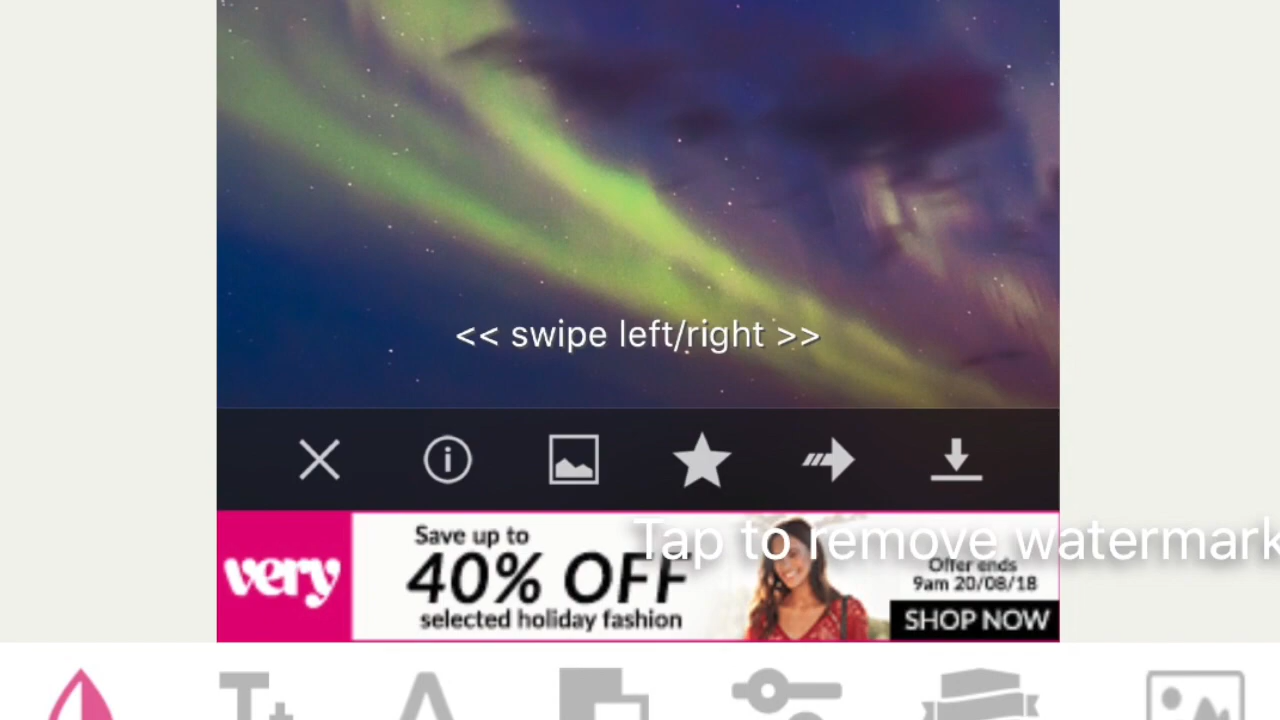 << swipe left/right >>
Tap to remove watermark
very
Save up to
40% OFF
selected holiday fashion
Offer ends
9am 20/08/18
SHOP NOW